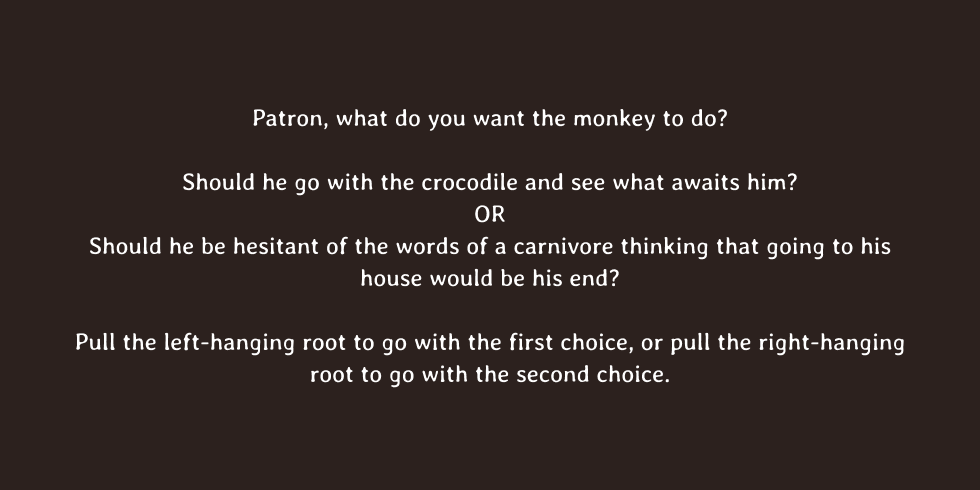 Patron, what do you want the monkey to do?
Should he go with the crocodile and see what awaits him?
OR
Should he be hesitant of the words of a carnivore thinking that going to his
house would be his end?
Pull the left-hanging root to go with the first choice, or pull the right-hanging
root to go with the second choice.